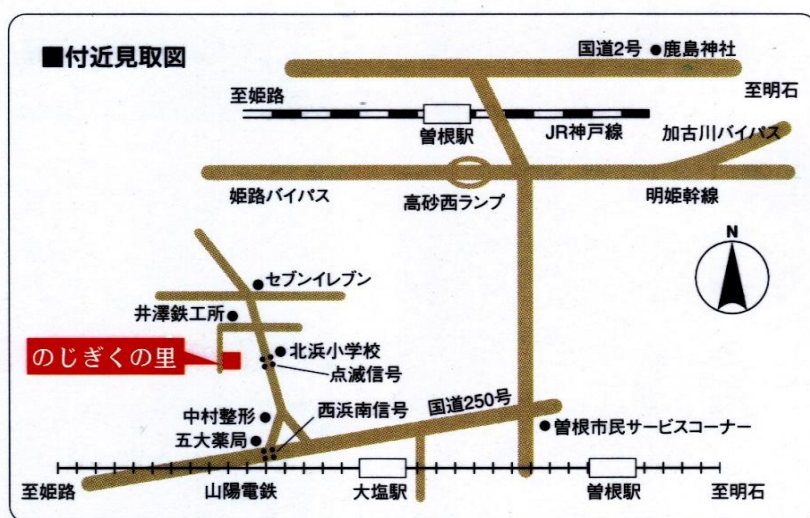 ■付近見取図
国道2号
●鹿島神社
至姫路
至明石
曽根駅
JR神戸線
加古川バイパス
姫路バイパス
高砂西ランプ
明姫幹線
N
セブンイレブン
井澤鉄工所
のじぎくの里
北浜小学校
点滅信号
中村整形
西浜南信号
国道250号
五大薬局
曽根市民サービスコーナー
至姫路
山陽電鉄
大塩駅
曽根駅
至明石